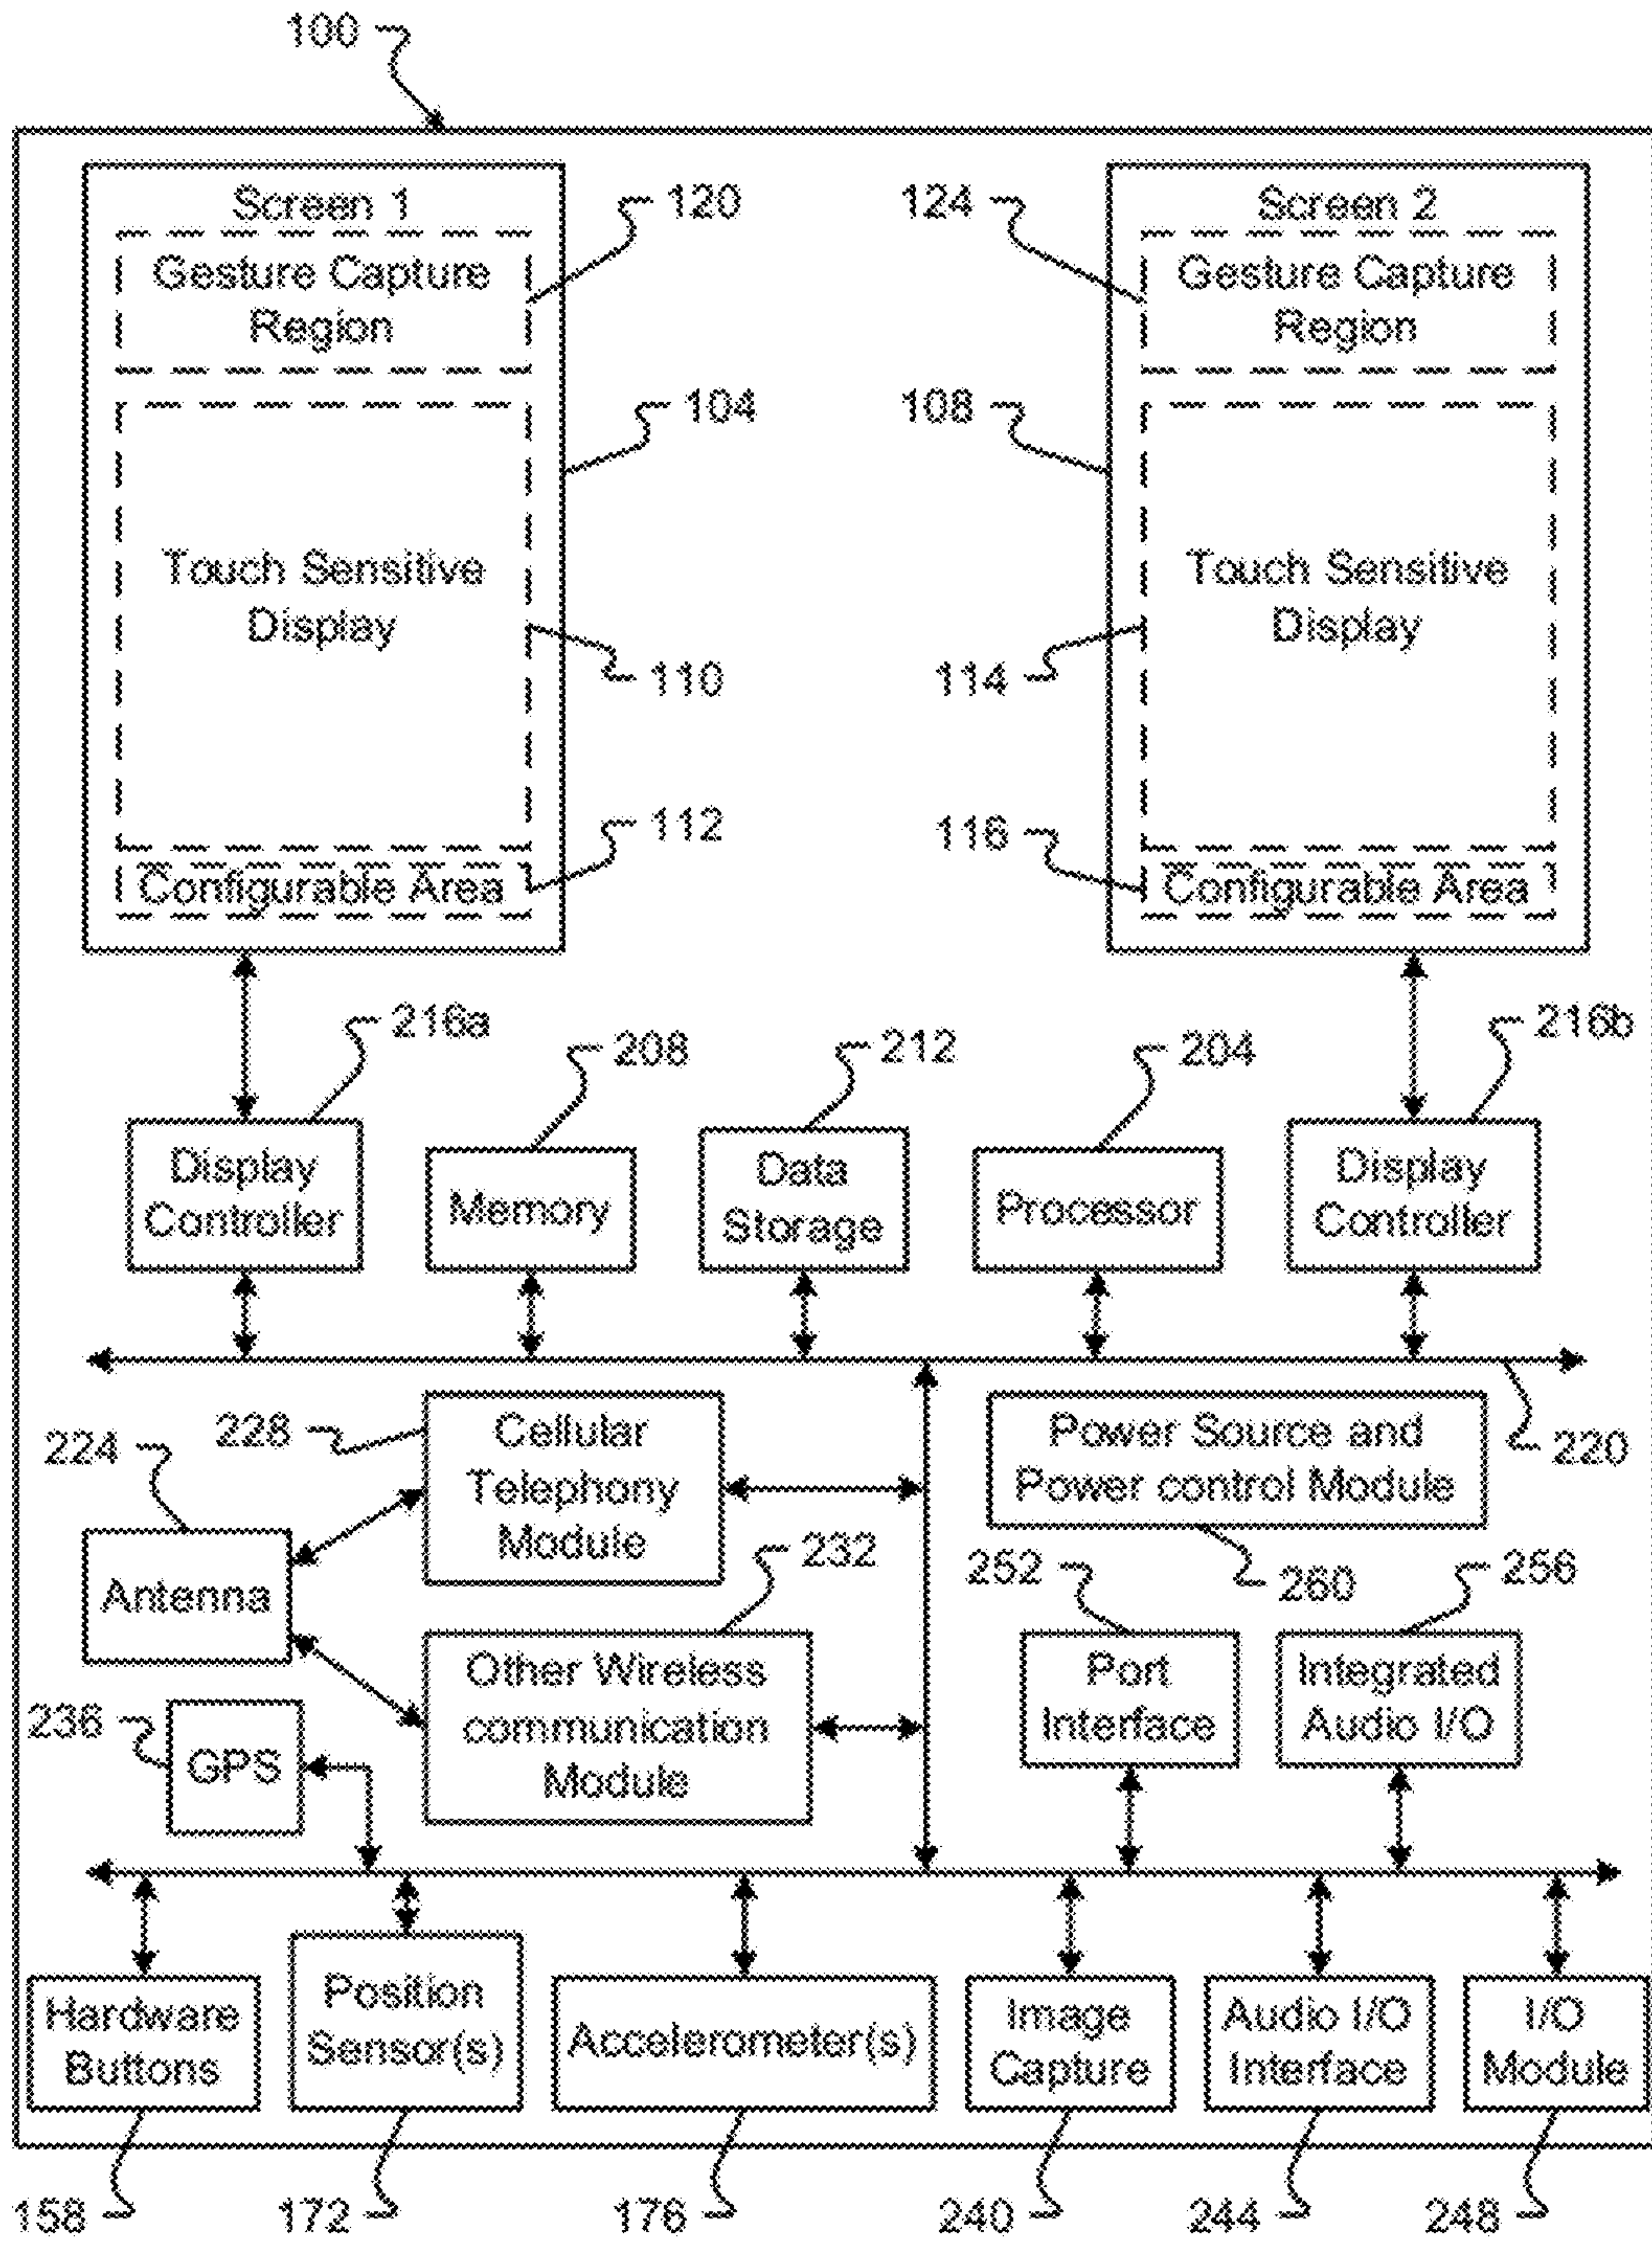 100
Screen 1
120
124
Screen 2
Gesture Capture
Region
Gesture Capture
Region
104
108
Touch Sensitive
Display
Touch Sensitive
Display
110
114
112
116
Configurable Area
Configurable Area
216a
208
212
204
216b
Display
Controller
Memory
Data
Storage
Processor
Display
Controller
224
228
Cellular
Telephony
Module
Power Source and
Power control Module
220
Antenna
232
252
260
256
236
GPS
Other Wireless
communication
Module
Port
Interface
Integrated
Audio I/O
Hardware
Buttons
Position
Sensor(s)
Accelerometer(s)
Image
Capture
Audio I/O
Interface
I/O
Module
158
172
176
240
244
248